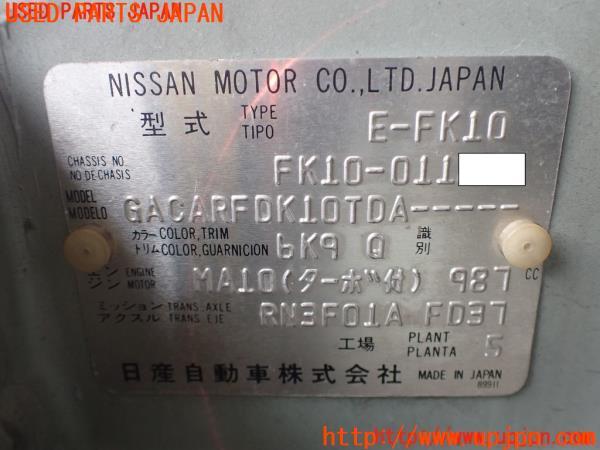 USED PARTS JAPAN
NISSAN MOTOR CO.,LTD.JAPAN
型式 TYPE TIPO E-FK10
CHASSIS NO. NO.DE CHASIS FK10-011
MODEL MODELO GACARFDK10TDA-----
カラー COLOR,TRIM トリム COLOR,GUARNICION 6K9 Q 識別
エンジン ENGINE MOTOR MA10(ターボ付) 987 CC
ミッション TRANS. AXLE アクスル TRANS. EJE RN3F01A FD37
工場 PLANT PLANTA 5
日産自動車株式会社 MADE IN JAPAN
89911
http://www.upj-jp.com